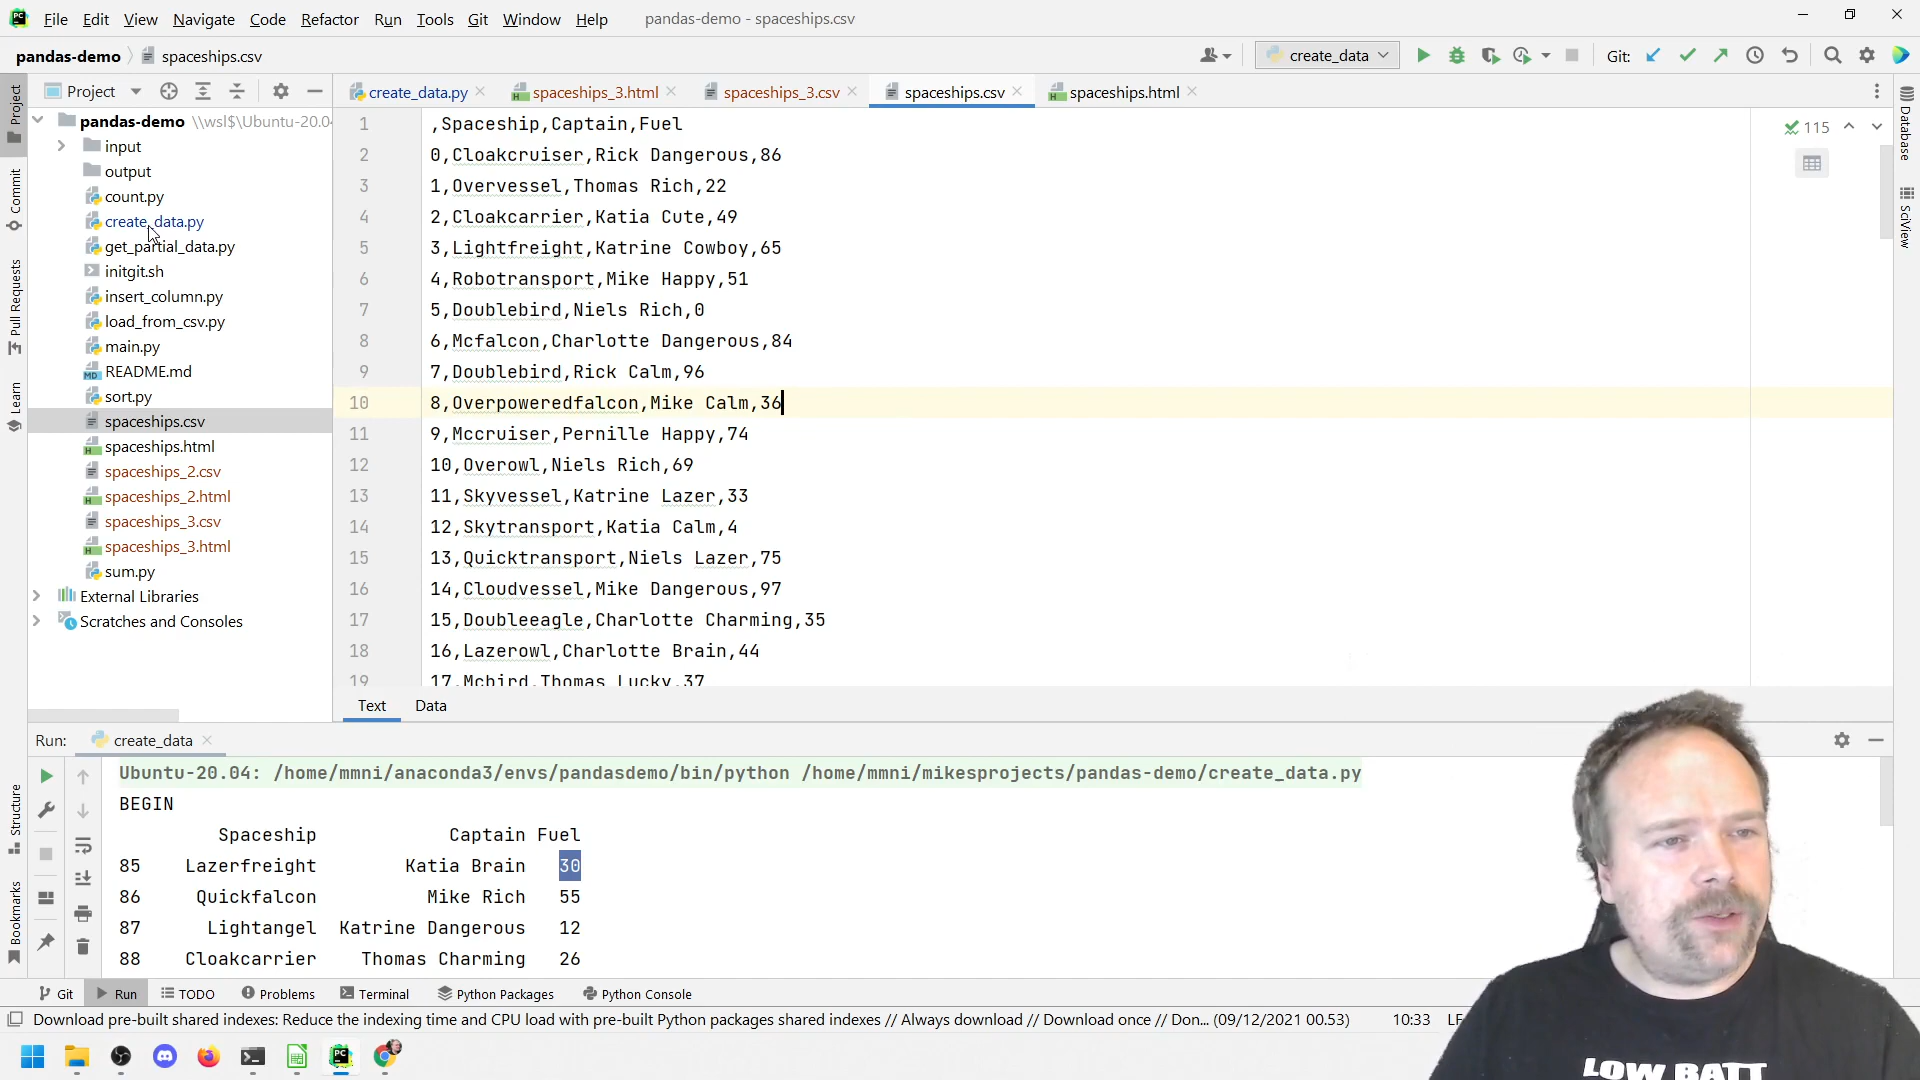 File Edit View Navigate Code Refactor Run Tools Git Window Help pandas-demo - spaceships.csv
pandas-demo spaceships.csv create_data Git:
Project create_data.py spaceships_3.html spaceships_3.csv spaceships.csv spaceships.html
Project
Commit
Pull Requests
Learn
Structure
Bookmarks
Database
SciView
pandas-demo \\wsl$\Ubuntu-20.0
input
output
count.py
create_data.py
get_partial_data.py
initgit.sh
insert_column.py
load_from_csv.py
main.py
README.md
sort.py
spaceships.csv
spaceships.html
spaceships_2.csv
spaceships_2.html
spaceships_3.csv
spaceships_3.html
sum.py
External Libraries
Scratches and Consoles
115
1 ,Spaceship,Captain,Fuel
2 0,Cloakcruiser,Rick Dangerous,86
3 1,Overvessel,Thomas Rich,22
4 2,Cloakcarrier,Katia Cute,49
5 3,Lightfreight,Katrine Cowboy,65
6 4,Robotransport,Mike Happy,51
7 5,Doublebird,Niels Rich,0
8 6,Mcfalcon,Charlotte Dangerous,84
9 7,Doublebird,Rick Calm,96
10 8,Overpoweredfalcon,Mike Calm,36
11 9,Mccruiser,Pernille Happy,74
12 10,Overowl,Niels Rich,69
13 11,Skyvessel,Katrine Lazer,33
14 12,Skytransport,Katia Calm,4
15 13,Quicktransport,Niels Lazer,75
16 14,Cloudvessel,Mike Dangerous,97
17 15,Doubleeagle,Charlotte Charming,35
18 16,Lazerowl,Charlotte Brain,44
19 17,Mcbird,Thomas Lucky,37
Text Data
Run: create_data
Ubuntu-20.04: /home/mmni/anaconda3/envs/pandasdemo/bin/python /home/mmni/mikesprojects/pandas-demo/create_data.py
BEGIN
Spaceship Captain Fuel
85 Lazerfreight Katia Brain 30
86 Quickfalcon Mike Rich 55
87 Lightangel Katrine Dangerous 12
88 Cloakcarrier Thomas Charming 26
Git Run TODO Problems Terminal Python Packages Python Console
Download pre-built shared indexes: Reduce the indexing time and CPU load with pre-built Python packages shared indexes // Always download // Download once // Don... (09/12/2021 00.53) 10:33 LF
LOW BATT